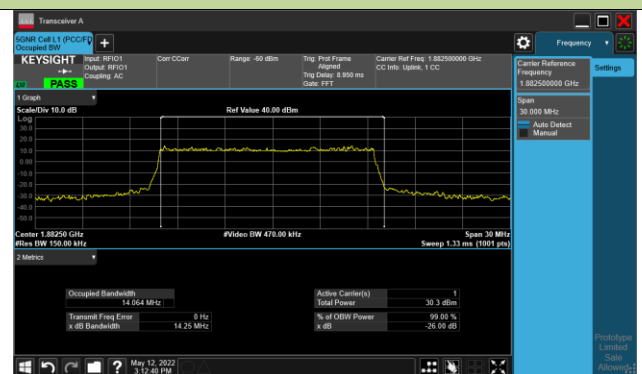 Transceiver A
5GNR Cell I,1 (PCC/FD
Occupied BW
Frequency
KEYSIGHT
Input: RFIO1
Output: RFIO1
Coupling: AC
Corr CCorr
Range: -60 dBm
Trig: Prot Frame
Aligned
Trig Delay: 8.950 ms
Gate: FFT
Carrier Ref Freq: 1.882500000 GHz
CC Info: Uplink, 1 CC
PASS
Carrier Reference
Frequency
1.882500000 GHz
Settings
Span
30.000 MHz
Auto Detect
Manual
1 Graph
Scale/Div 10.0 dB
Ref Value 40.00 dBm
Log
30.0
20.0
10.0
0.00
-10.0
-20.0
-30.0
-40.0
-50.0
Center 1.88250 GHz
#Video BW 470.00 kHz
Span 30 MHz
#Res BW 150.00 kHz
Sweep 1.33 ms (1001 pts)
2 Metrics
Occupied Bandwidth
14.064 MHz
Active Carrier(s) 1
Total Power 30.3 dBm
Transmit Freq Error 0 Hz
x dB Bandwidth 14.25 MHz
% of OBW Power 99.00 %
x dB -26.00 dB
Prototype
Limited
Sale
Allowed
May 12, 2022
3:12:40 PM